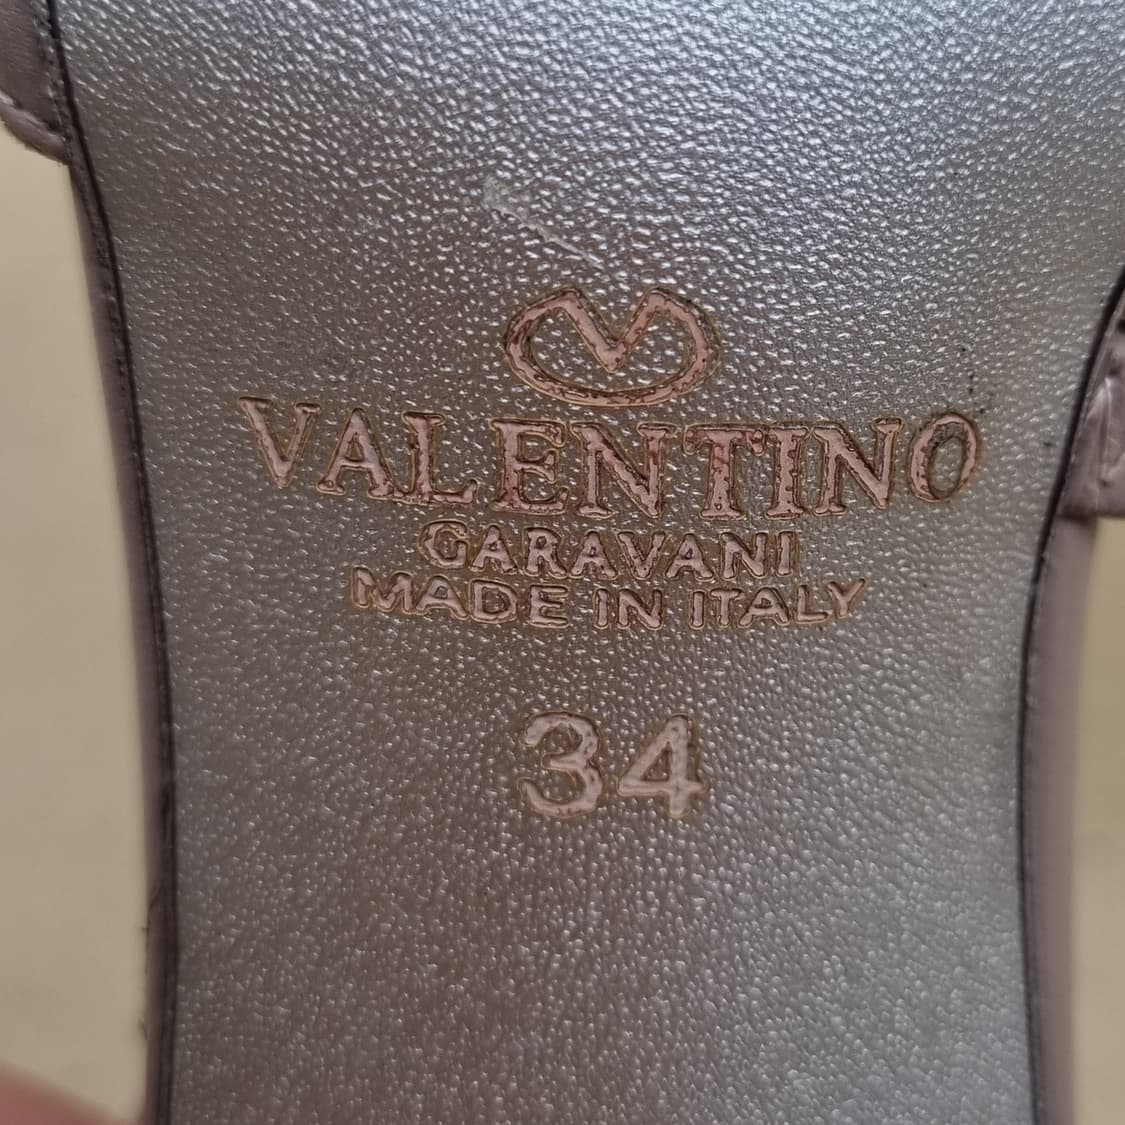 VALENTINO
GARAVANI
MADE IN ITALY
34